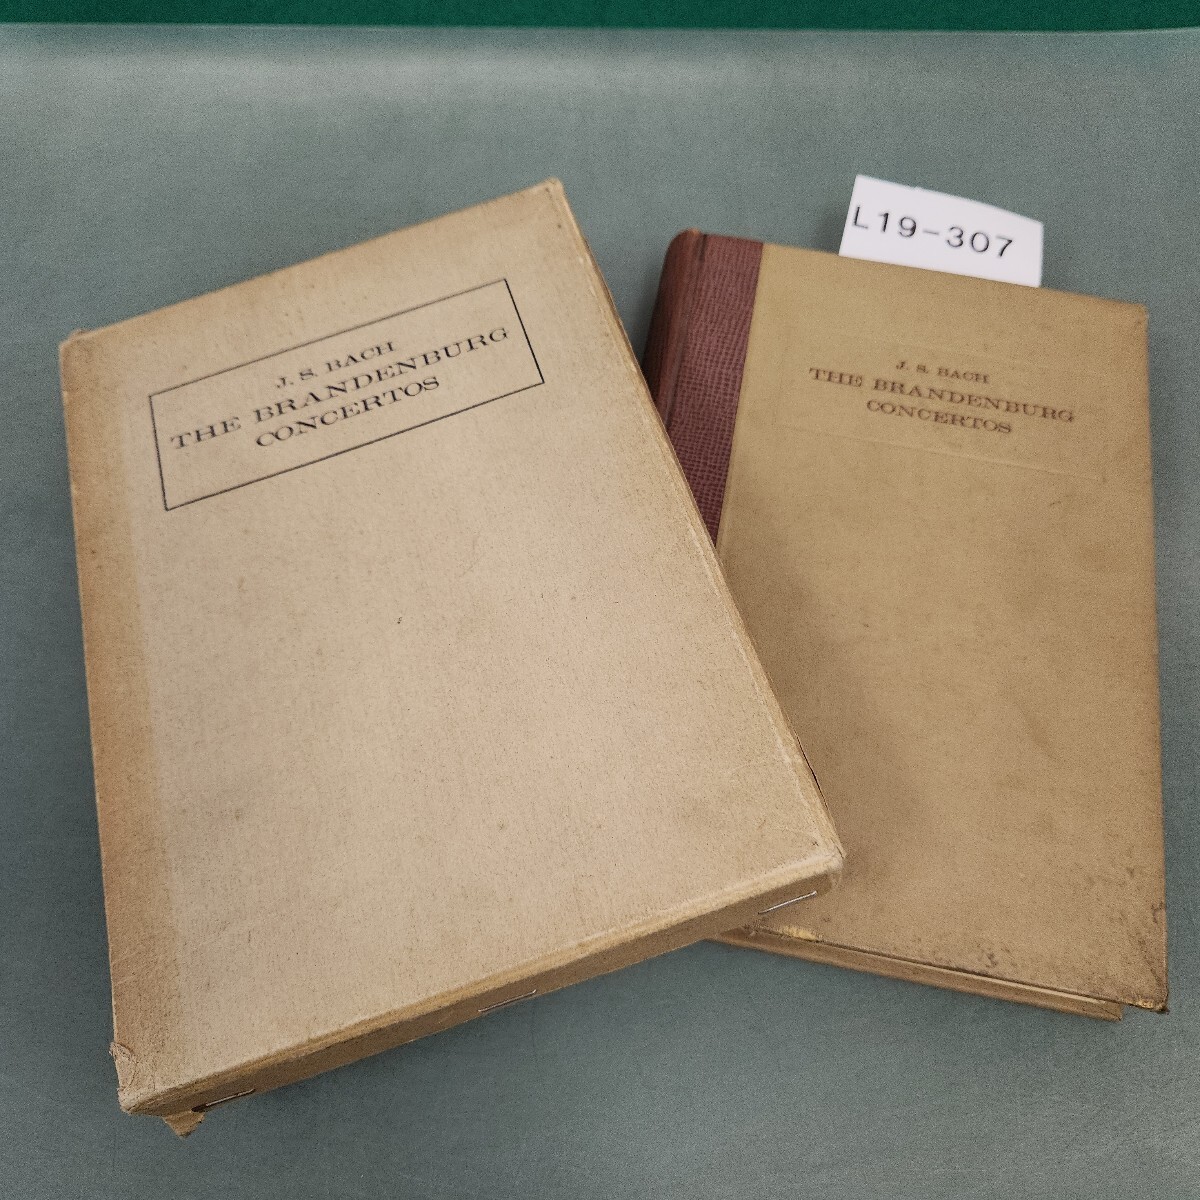 J. S. BACH
THE BRANDENBURG
CONCERTOS
L19-307
J. S. BACH
THE BRANDENBURG
CONCERTOS